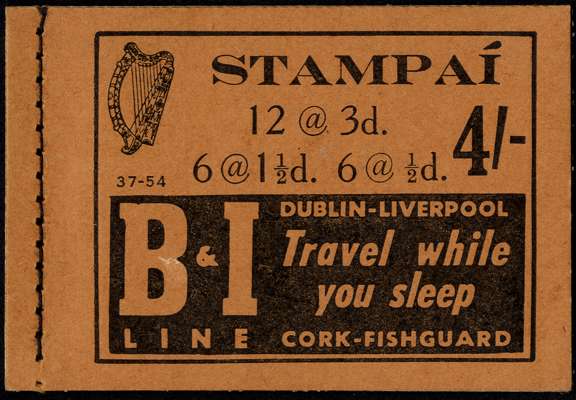 STAMPAÍ
12 @ 3d.
6 @ 1½d. 6 @ ½d. 4/-
37-54
B & I
LINE
DUBLIN-LIVERPOOL
Travel while
you sleep
CORK-FISHGUARD